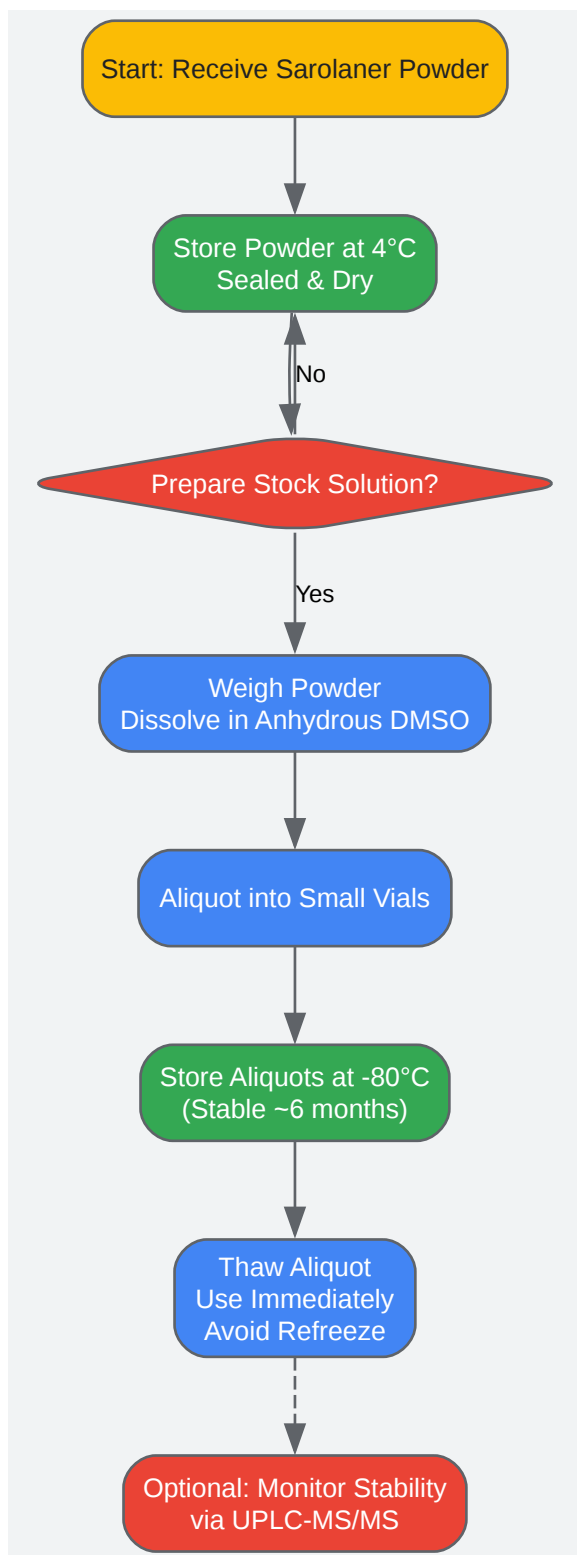 Start: Receive Sarolaner Powder
Store Powder at 4°C
Sealed & Dry
No
Prepare Stock Solution?
Yes
Weigh Powder
Dissolve in Anhydrous DMSO
Aliquot into Small Vials
Store Aliquots at -80°C
(Stable ~6 months)
Thaw Aliquot
Use Immediately
Avoid Refreeze
Optional: Monitor Stability
via UPLC-MS/MS